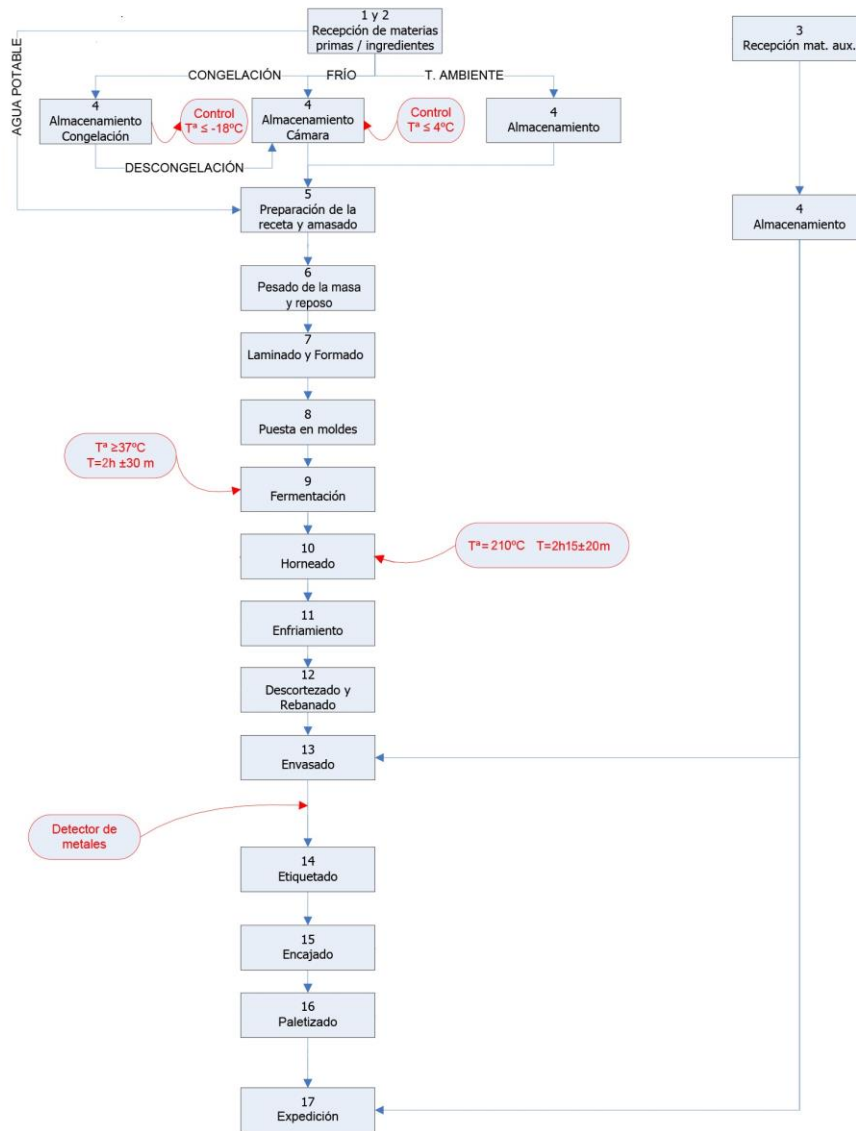 1 y 2
Recepción de materias
primas / ingredientes
3
Recepción mat. aux.
AGUA POTABLE
CONGELACIÓN
FRÍO
T. AMBIENTE
4
Almacenamiento
Congelación
Control
Tª ≤ -18ºC
4
Almacenamiento
Cámara
Control
Tª ≤ 4ºC
4
Almacenamiento
DESCONGELACIÓN
5
Preparación de la
receta y amasado
4
Almacenamiento
6
Pesado de la masa
y reposo
7
Laminado y Formado
8
Puesta en moldes
Tª ≥37ºC
T=2h ±30 m
9
Fermentación
10
Horneado
Tª = 210ºC T=2h15±20m
11
Enfriamiento
12
Descortezado y
Rebanado
13
Envasado
Detector de
metales
14
Etiquetado
15
Encajado
16
Paletizado
17
Expedición